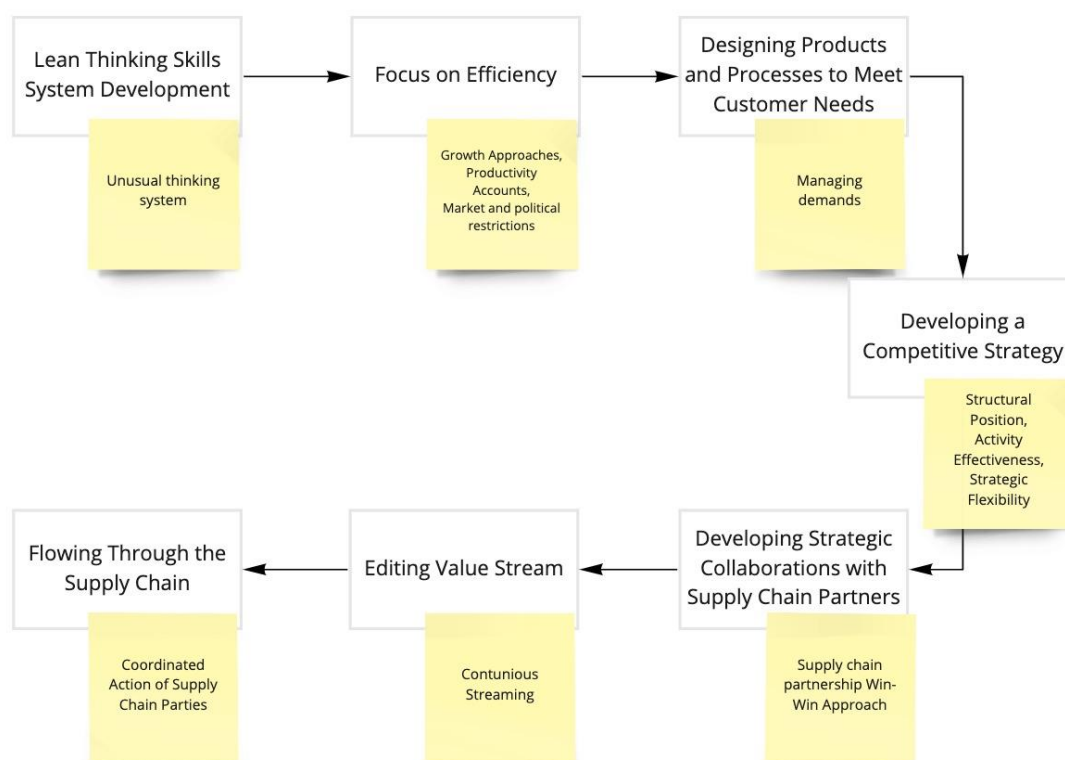 Lean Thinking Skills
System Development
Unusual thinking
system
Focus on Efficiency
Growth Approaches,
Productivity
Accounts,
Market and political
restrictions
Designing Products
and Processes to Meet
Customer Needs
Managing
demands
Developing a
Competitive Strategy
Structural
Position,
Activity
Effectiveness,
Strategic
Flexibility
Developing Strategic
Collaborations with
Supply Chain Partners
Supply chain
partnership Win-
Win Approach
Editing Value Stream
Contunious
Streaming
Flowing Through the
Supply Chain
Coordinated
Action of Supply
Chain Parties